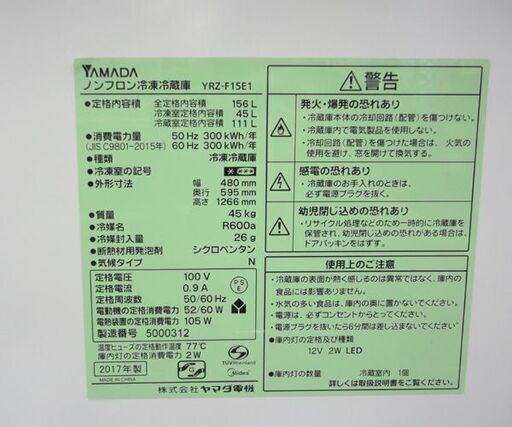 YAMADA
ノンフロン冷凍冷蔵庫 YRZ-F15E1
●定格内容積 全定格内容積 156 L
冷凍室定格内容積 45 L
冷蔵室定格内容積 111 L
●消費電力量 50 Hz 300 kWh/年
(JIS C9801-2015年) 60 Hz 300 kWh/年
●種類 冷凍冷蔵庫
●冷凍室の記号
●外形寸法 幅 480 mm
奥行 595 mm
高さ 1266 mm
●質量 45 kg
●冷媒名 R600a
●冷媒封入量 26 g
●断熱材用発泡剤 シクロペンタン
●気候タイプ N
定格電圧 100 V
定格電流 0.9 A
定格周波数 50/60 Hz
電動機の定格消費電力 52/60 W
電熱装置の定格消費電力 105 W
製造番号 5000312
PS
E
温度ヒューズの定格動作温度 77℃
庫内灯の定格消費電力 2 W
2017年 製
MADE IN CHINA
G
TÜVRheinland
Midea
株式会社 ヤマダ電機
警告
発火・爆発の恐れあり
・冷蔵庫本体の冷却回路(配管)を傷つけない。
・冷蔵庫内で電気製品を使用しない。
・冷却回路(配管)を傷つけた場合は、火気の
使用を避け、窓を開けて換気する。
感電の恐れあり
・冷蔵庫のお手入れのときは、
必ず電源プラグを抜く。
幼児閉じ込めの恐れあり
・リサイクル処理などのため一時的に冷蔵庫を
保管され、幼児閉じ込めが懸念される場合は、
ドアパッキンをはずす。
使用上のご注意
・冷蔵庫の表面が熱く感じるのは異常ではなく、庫内の
食品には影響がありません。
・水気の多い食品は、庫内の奥に置かないでください。
・電源は、必ずコンセントからとってください。
・電源プラグを抜いたら6分間は差し込まないでください。
●庫内灯の定格及び種類
12V 2W LED
●庫内灯の数量 冷蔵室内 1個
詳しくは取扱説明書をご覧ください。